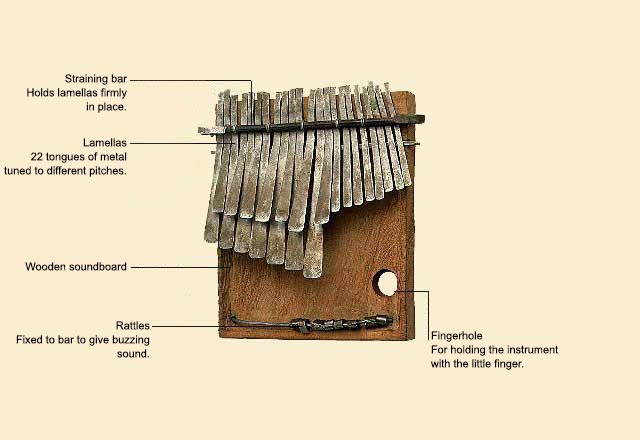 Straining bar
Holds lamellas firmly
in place.
Lamellas
22 tongues of metal
tuned to different pitches.
Wooden soundboard
Rattles
Fixed to bar to give buzzing
sound.
Fingerhole
For holding the instrument
with the little finger.